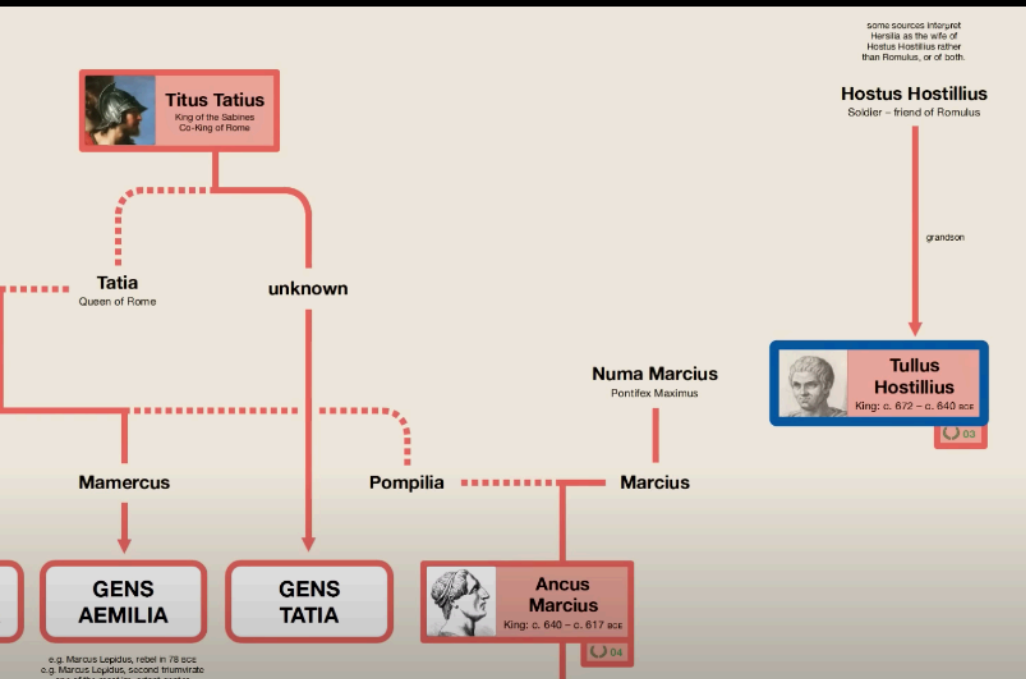 some sources interpret
Hersilia as the wife of
Hostus Hostillius rather
than Romulus, or of both.
Hostus Hostillius
Soldier – friend of Romulus
Titus Tatius
King of the Sabines
Co-King of Rome
grandson
Tatia
Queen of Rome
unknown
Numa Marcius
Pontifex Maximus
Tullus
Hostillius
King: c. 672 – c. 640 BCE
03
Mamercus
Pompilia
Marcius
GENS
AEMILIA
GENS
TATIA
Ancus
Marcius
King: c. 640 – c. 617 BCE
04
e.g. Marcus Lepidus, rebel in 78 BCE
e.g. Marcus Lepidus, second triumvirate